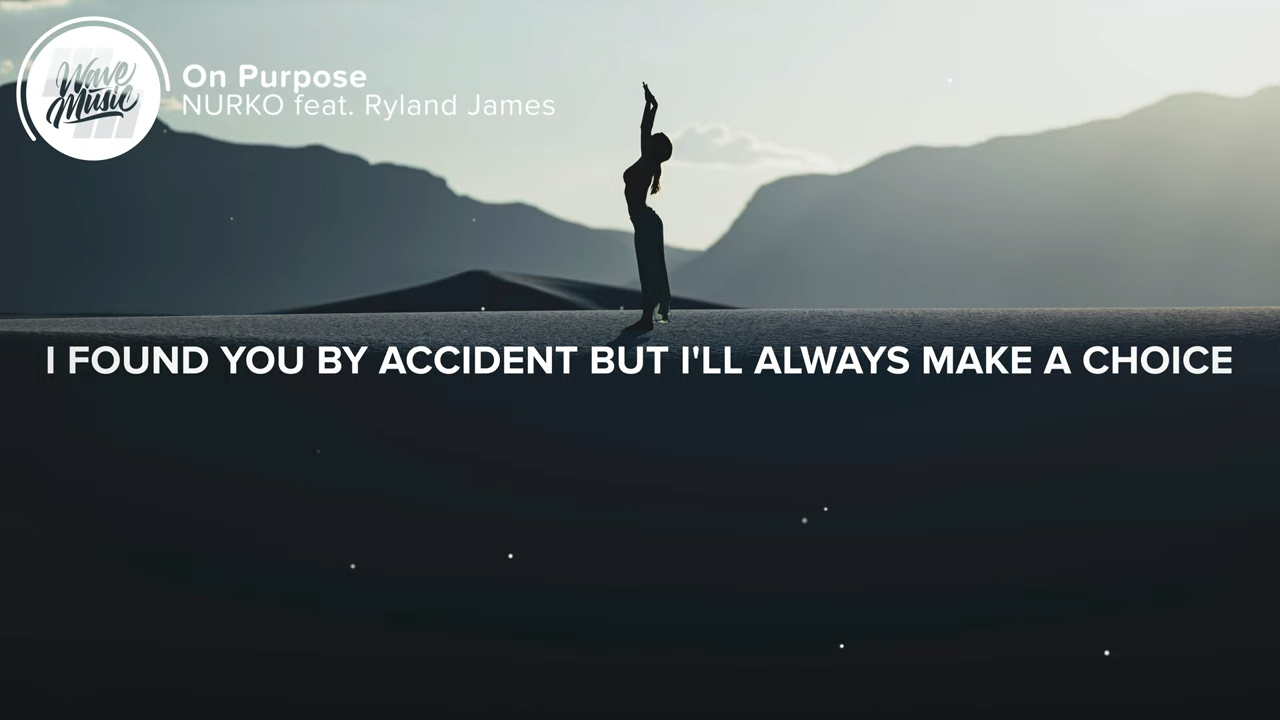 Wave
Music
On Purpose
NURKO feat. Ryland James
I FOUND YOU BY ACCIDENT BUT I'LL ALWAYS MAKE A CHOICE